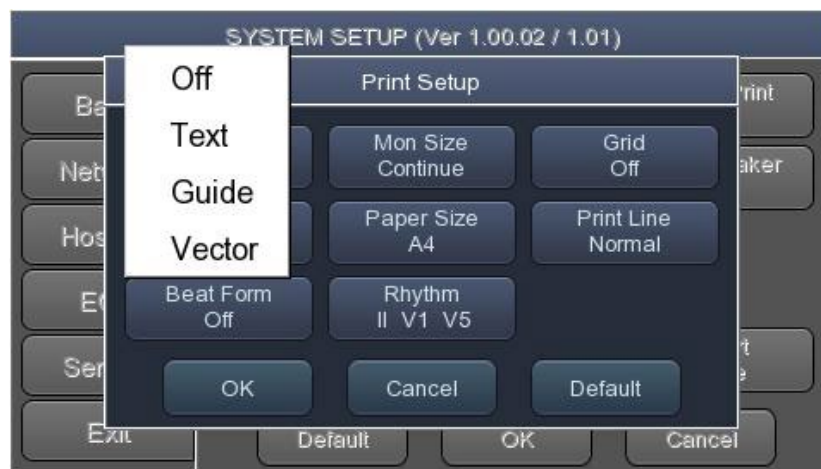 SYSTEM SETUP (Ver 1.00.02 / 1.01)
Print Setup
Off
Text
Guide
Vector
Mon Size
Continue
Grid
Off
Paper Size
A4
Print Line
Normal
Beat Form
Off
Rhythm
II V1 V5
OK
Cancel
Default
Exit
Default
OK
Cancel